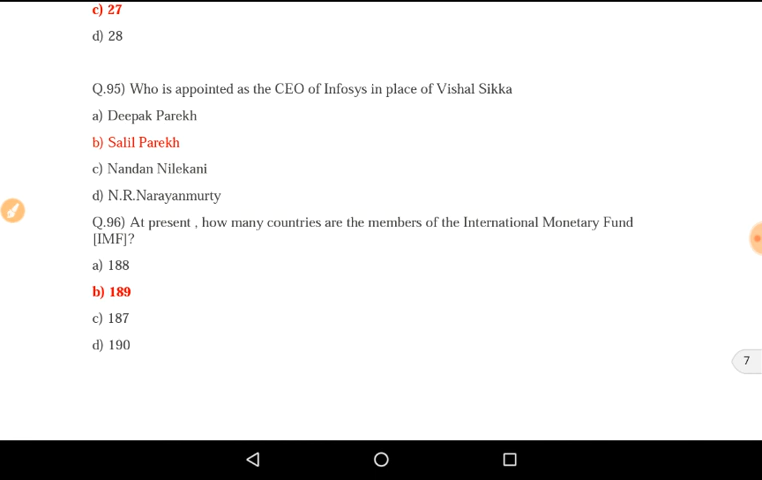 c) 27
d) 28
Q.95) Who is appointed as the CEO of Infosys in place of Vishal Sikka
a) Deepak Parekh
b) Salil Parekh
c) Nandan Nilekani
d) N.R.Narayanmurty
Q.96) At present , how many countries are the members of the International Monetary Fund
[IMF]?
a) 188
b) 189
c) 187
d) 190
7